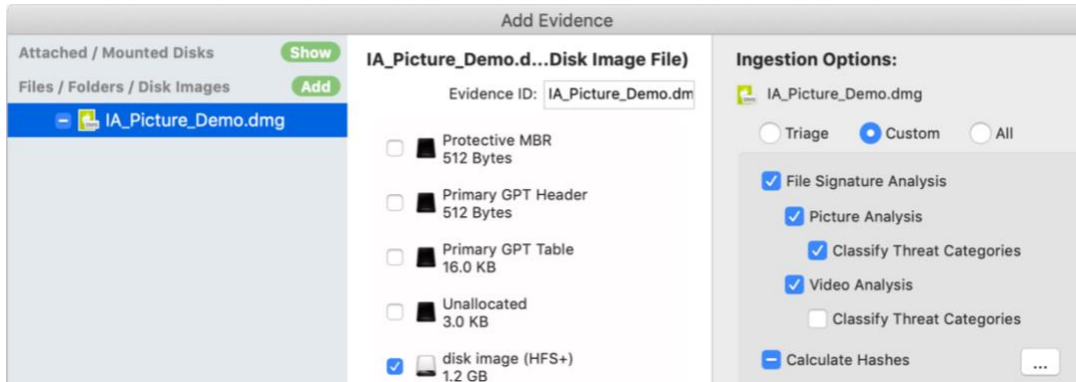 Add Evidence
Attached / Mounted Disks
Show
Files / Folders / Disk Images
Add
IA_Picture_Demo.dmg
IA_Picture_Demo.d...Disk Image File)
Evidence ID: IA_Picture_Demo.dm
Protective MBR
512 Bytes
Primary GPT Header
512 Bytes
Primary GPT Table
16.0 KB
Unallocated
3.0 KB
disk image (HFS+)
1.2 GB
Ingestion Options:
IA_Picture_Demo.dmg
Triage
Custom
All
File Signature Analysis
Picture Analysis
Classify Threat Categories
Video Analysis
Classify Threat Categories
Calculate Hashes
...